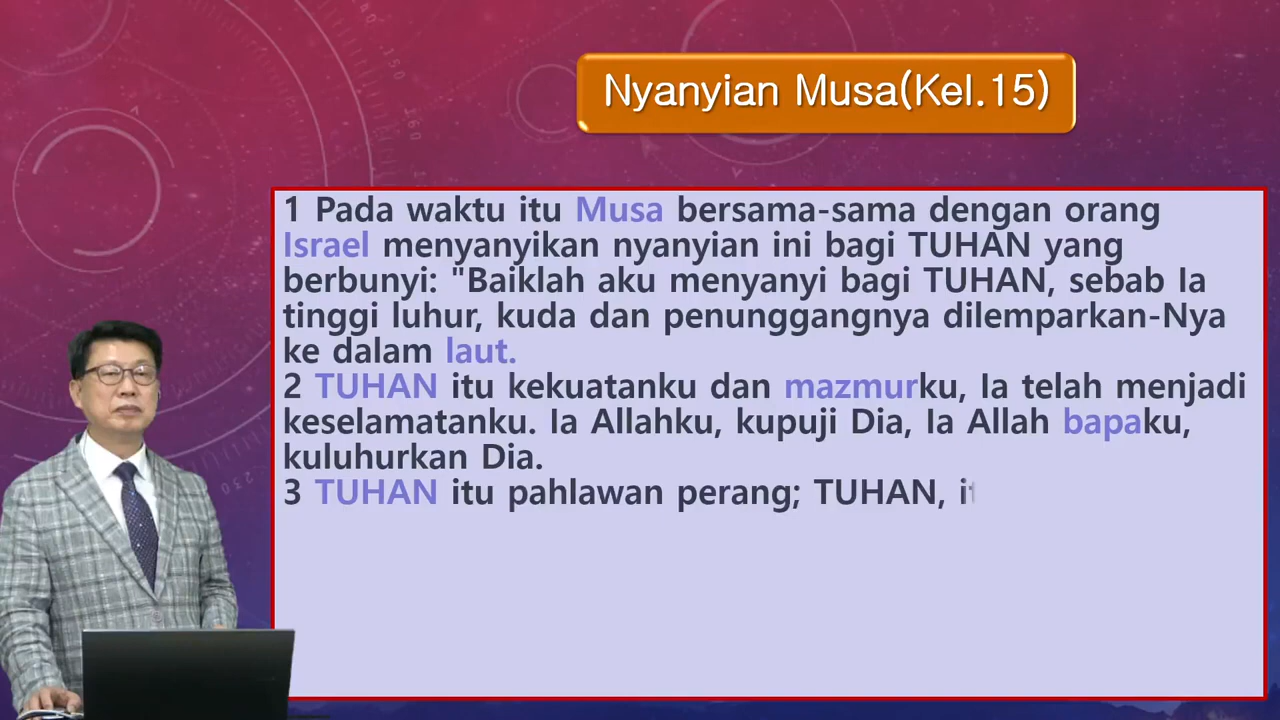 Nyanyian Musa(Kel.15)
1 Pada waktu itu Musa bersama-sama dengan orang
Israel menyanyikan nyanyian ini bagi TUHAN yang
berbunyi: "Baiklah aku menyanyi bagi TUHAN, sebab Ia
tinggi luhur, kuda dan penunggangnya dilemparkan-Nya
ke dalam laut.
2 TUHAN itu kekuatanku dan mazmurku, Ia telah menjadi
keselamatanku. Ia Allahku, kupuji Dia, Ia Allah bapaku,
kuluhurkan Dia.
3 TUHAN itu pahlawan perang; TUHAN,
150
160
230